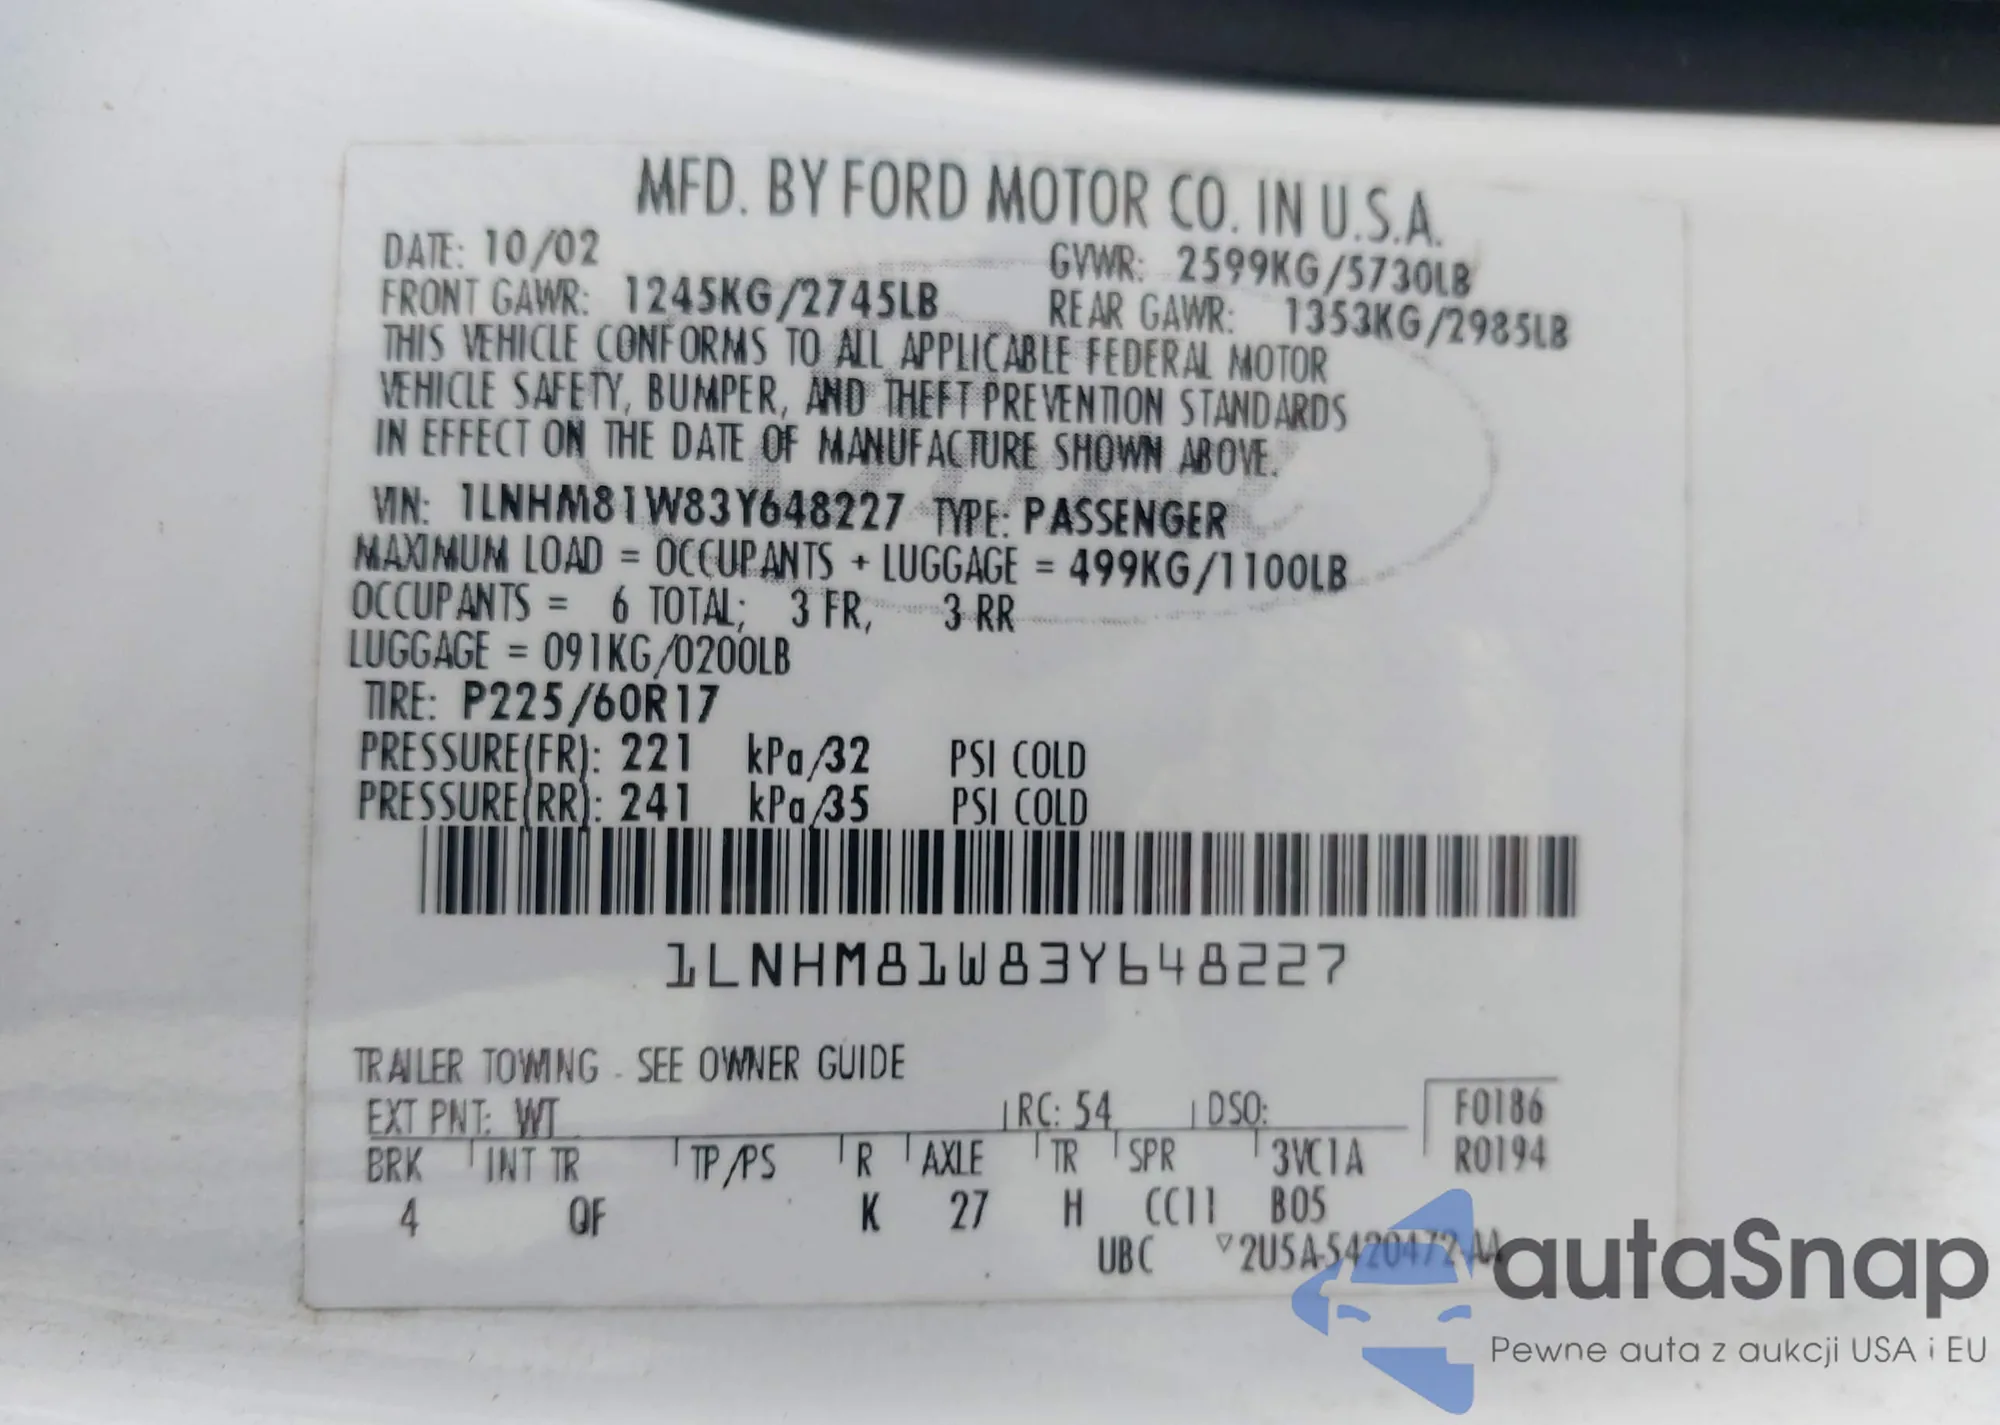 MFD. BY FORD MOTOR CO. IN U.S.A.
DATE: 10/02 GVWR: 2599KG/5730LB
FRONT GAWR: 1245KG/2745LB REAR GAWR: 1353KG/2985LB
THIS VEHICLE CONFORMS TO ALL APPLICABLE FEDERAL MOTOR
VEHICLE SAFETY, BUMPER, AND THEFT PREVENTION STANDARDS
IN EFFECT ON THE DATE OF MANUFACTURE SHOWN ABOVE.
VIN: 1LNHM81W83Y648227 TYPE: PASSENGER
MAXIMUM LOAD = OCCUPANTS + LUGGAGE = 499KG/1100LB
OCCUPANTS = 6 TOTAL; 3 FR, 3 RR
LUGGAGE = 091KG/0200LB
TIRE: P225/60R17
PRESSURE(FR): 221 kPa/32 PSI COLD
PRESSURE(RR): 241 kPa/35 PSI COLD
1LNHM81W83Y648227
TRAILER TOWING - SEE OWNER GUIDE
EXT PNT: WT RC: 54 DSO: F0186
BRK INT TR TP/PS R AXLE TR SPR 3VC1A R0194
4 QF K 27 H CC11 B05
UBC ▽2U5A-5420472-AA
autaSnap
Pewne auta z aukcji USA i EU